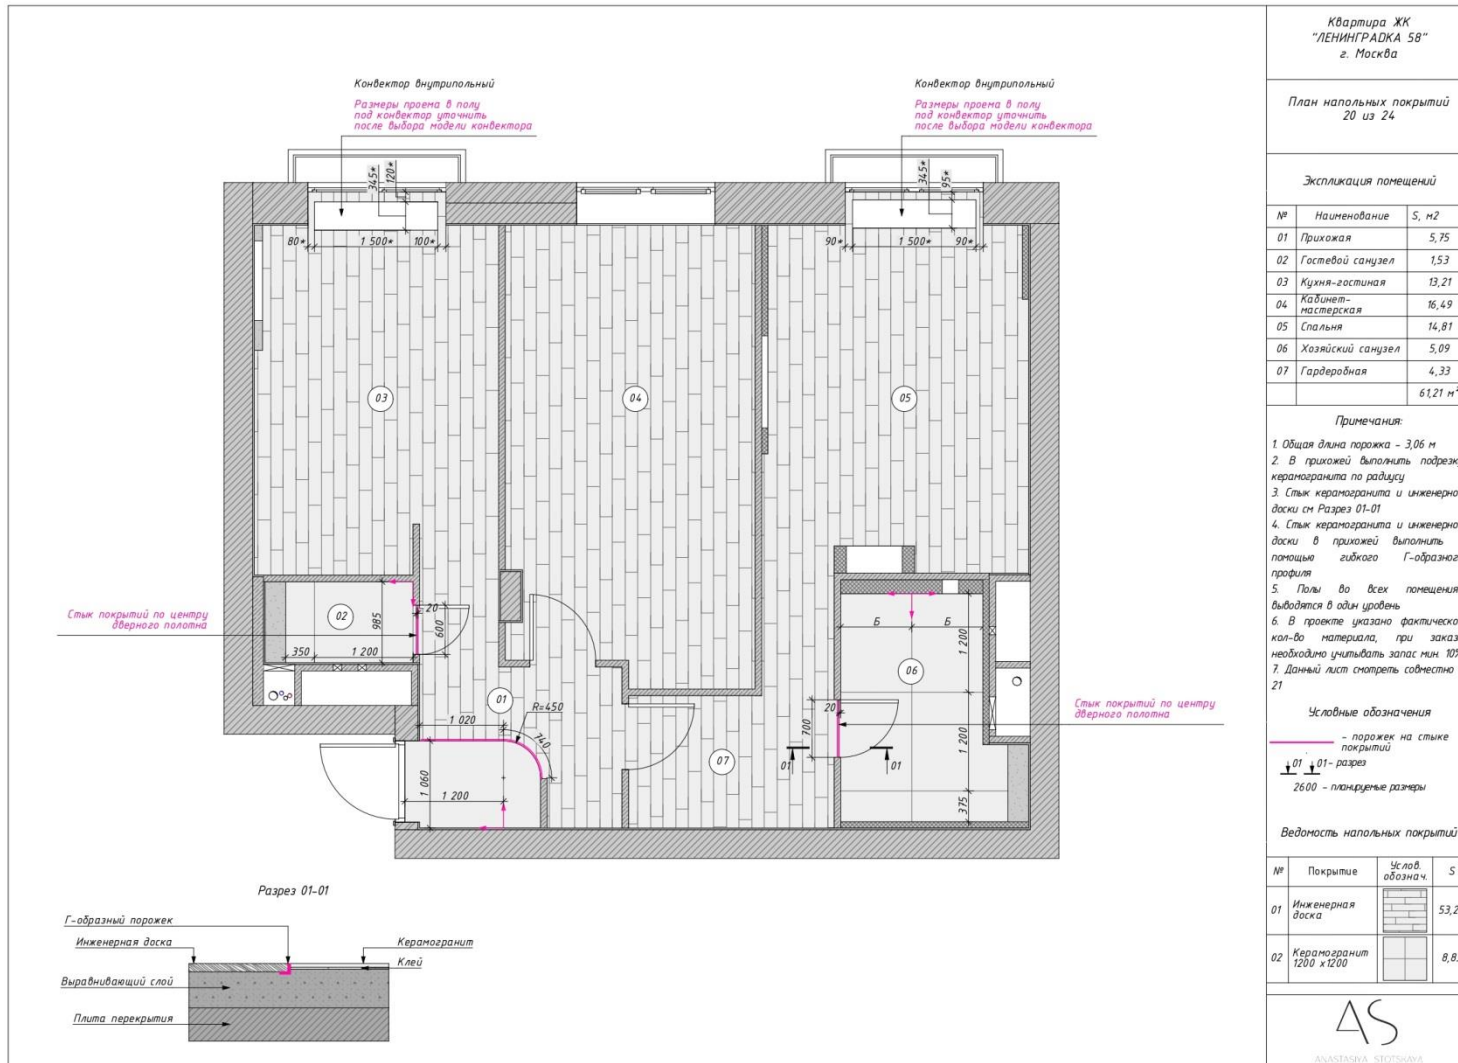 Квартира ЖК
"ЛЕНИНГРАДКА 58"
г. Москва
План напольных покрытий
20 из 24
Экспликация помещений
№ Наименование S, м2
01 Прихожая 5,75
02 Гостевой санузел 1,53
03 Кухня-гостиная 13,21
04 Кабинет-
мастерская 16,49
05 Спальня 14,81
06 Хозяйский санузел 5,09
07 Гардеробная 4,33
61,21 м²
Примечания:
1. Общая длина порожка - 3,06 м
2. В прихожей выполнить подрезк
керамогранита по радиусу
3. Стык керамогранита и инженерно
доски см Разрез 01-01
4. Стык керамогранита и инженерно
доски в прихожей выполнить
помощью гибкого Г-образног
профиля
5. Полы во всех помещения
выводятся в один уровень
6. В проекте указано фактическо
кол-во материала, при заказ
необходимо учитывать запас мин. 10%
7. Данный лист смотреть совместно
21
Условные обозначения
- порожек на стыке
покрытий
01 01 - разрез
2600 - планируемые размеры
Ведомость напольных покрытий
№ Покрытие Услов.
обознач. S
01 Инженерная
доска 53,2
02 Керамогранит
1200 х1200 8,8
AS
ANASTASIYA STOTSKAYA
Конвектор внутрипольный
Размеры проема в полу
под конвектор уточнить
после выбора модели конвектора
Конвектор внутрипольный
Размеры проема в полу
под конвектор уточнить
после выбора модели конвектора
345* 120*
345* 95*
80* 1 500* 100*
90* 1 500* 90*
03
04
05
Стык покрытий по центру
дверного полотна
02
985
20
600
350 1 200
Б Б
1 200
06
01
R=450
1 020
740
1 060
1 200
20
700
Стык покрытий по центру
дверного полотна
07
01 01
1 200
375
Разрез 01-01
Г-образный порожек
Инженерная доска
Керамогранит
Клей
Выравнивающий слой
Плита перекрытия